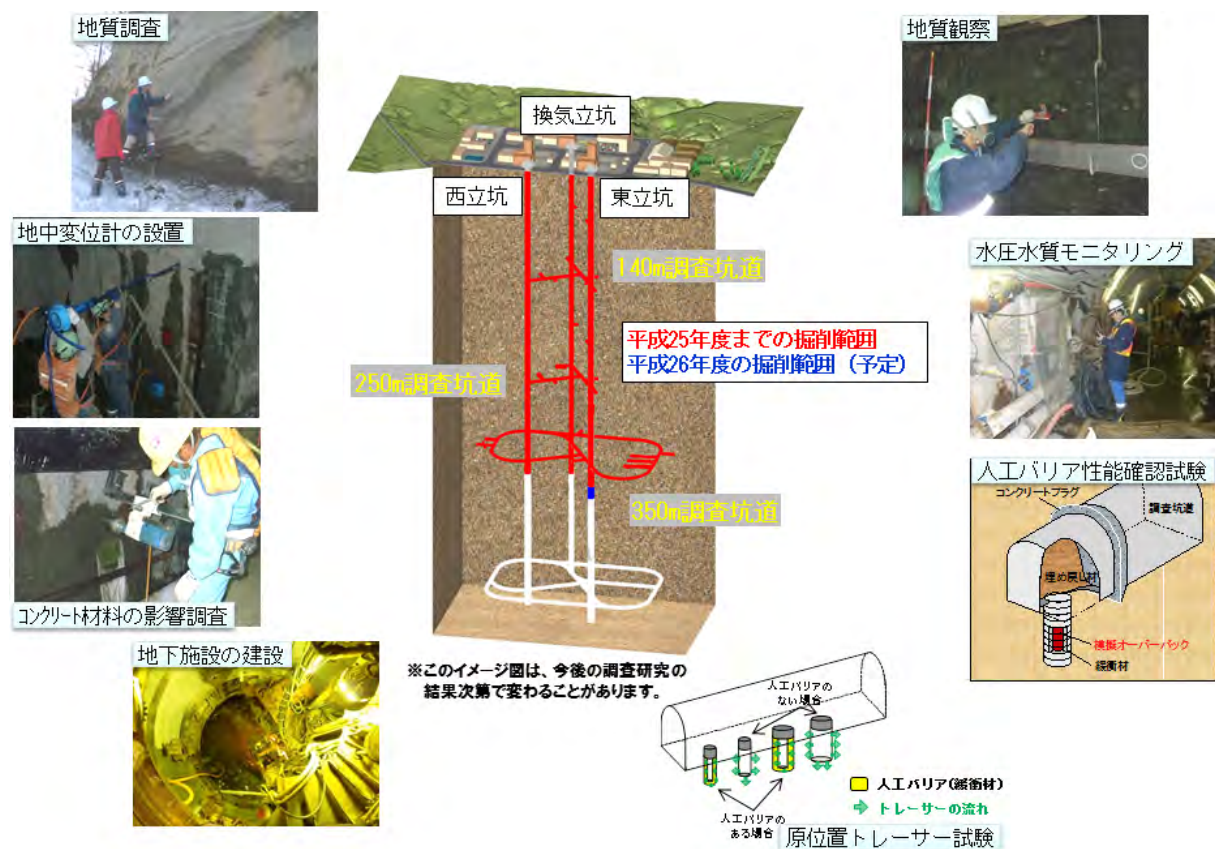 地質調査
地質観察
換気立坑
西立坑
東立坑
地中変位計の設置
水圧水質モニタリング
140m調査坑道
平成25年度までの掘削範囲
平成26年度の掘削範囲（予定）
250m調査坑道
350m調査坑道
人工バリア性能確認試験
コンクリートプラグ
調査坑道
埋め戻し材
模擬オーバーパック
緩衝材
コンクリート材料の影響調査
地下施設の建設
※このイメージ図は、今後の調査研究の
結果次第で変わることがあります。
人工バリアの
ない場合
人工バリア(緩衝材)
トレーサーの流れ
人工バリアの
ある場合
原位置トレーサー試験